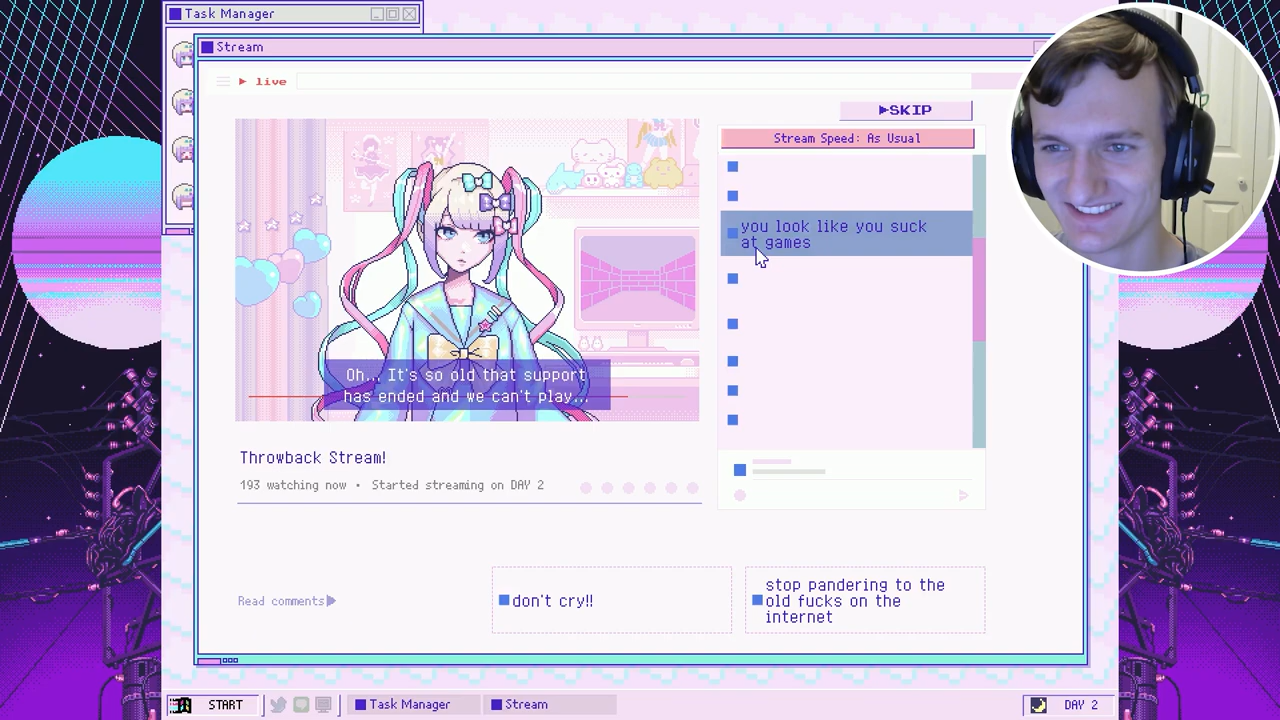 Task Manager
Stream
live
▶SKIP
Stream Speed: As Usual
you look like you suck
at games
Oh... It's so old that support
has ended and we can't play...
Throwback Stream!
193 watching now • Started streaming on DAY 2
Read comments▶
don't cry!!
stop pandering to the
old fucks on the
internet
START
Task Manager
Stream
DAY 2